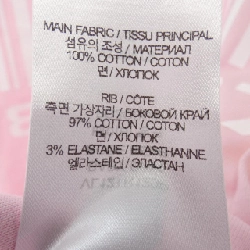 MAIN FABRIC / TISSU PRINCIPAL
섬유의 조성 / МАТЕРИАЛ
100% COTTON / COTON
면 / ХЛОПОК
RIB / CÔTE
측면 가장자리 / БОКОВОЙ КРАЙ
97% COTTON / COTON
면 / ХЛОПОК
3% ELASTANE / ELASTHANNE
엘라스테인 / ЭЛАСТАН